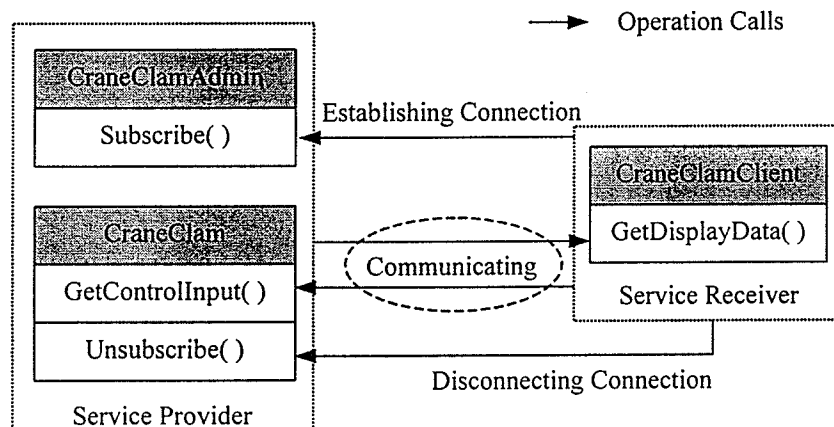 Operation Calls
CraneClamAdmin
Subscribe( )
Establishing Connection
CraneClamClient
GetDisplayData( )
Service Receiver
CraneClam
GetControlInput( )
Unsubscribe( )
Communicating
Disconnecting Connection
Service Provider